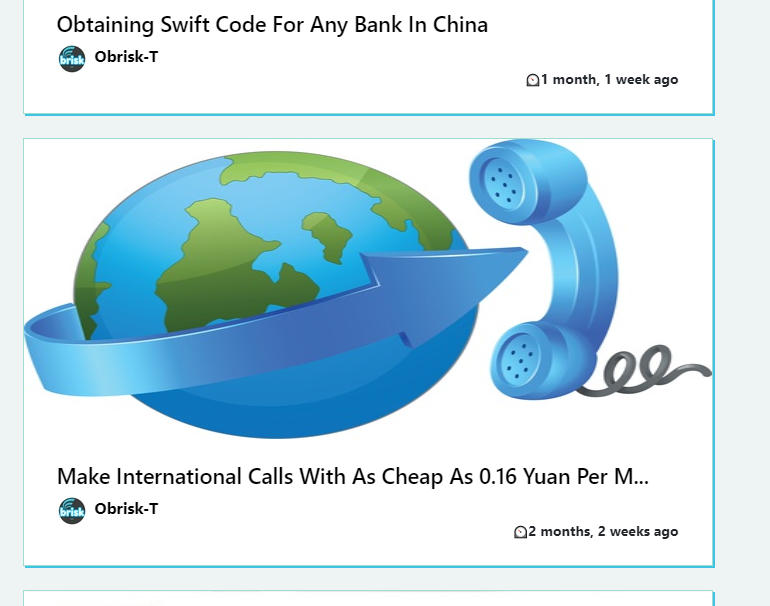 Obtaining Swift Code For Any Bank In China
brisk
Obrisk-T
1 month, 1 week ago
Make International Calls With As Cheap As 0.16 Yuan Per M...
brisk
Obrisk-T
2 months, 2 weeks ago